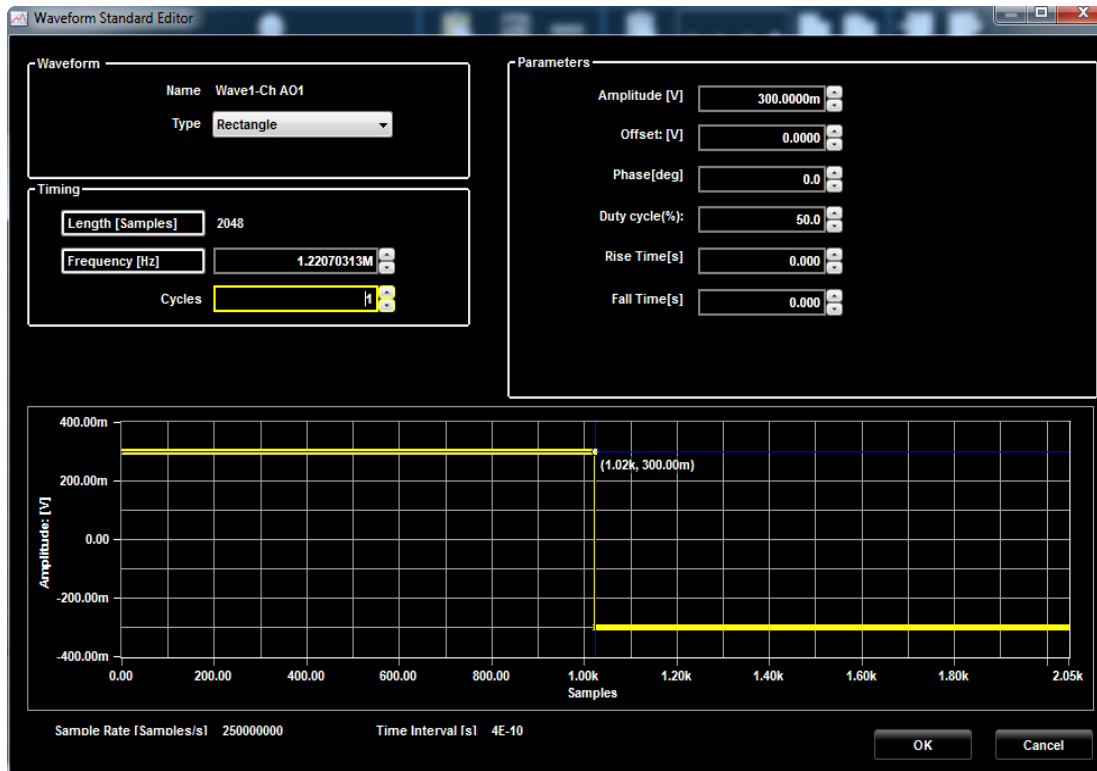 Waveform Standard Editor
Waveform
Name Wave1-Ch AO1
Type Rectangle
Timing
Length [Samples] 2048
Frequency [Hz] 1.22070313M
Cycles 1
Parameters
Amplitude [V] 300.0000m
Offset: [V] 0.0000
Phase[deg] 0.0
Duty cycle(%): 50.0
Rise Time[s] 0.000
Fall Time[s] 0.000
400.00m
200.00m
0.00
-200.00m
-400.00m
Amplitude: [V]
(1.02k, 300.00m)
0.00 200.00 400.00 600.00 800.00 1.00k 1.20k 1.40k 1.60k 1.80k 2.05k
Samples
Sample Rate [Samples/s] 250000000 Time Interval [s] 4E-10
OK Cancel